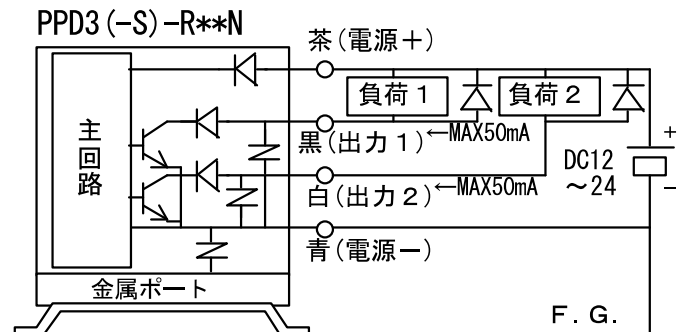 PPD3(-S)-R**N
茶(電源+)
負荷1
負荷2
主回路
黒(出力1)
←MAX50mA
DC12
~24
+
-
白(出力2)
←MAX50mA
青(電源-)
金属ポート
F.G.